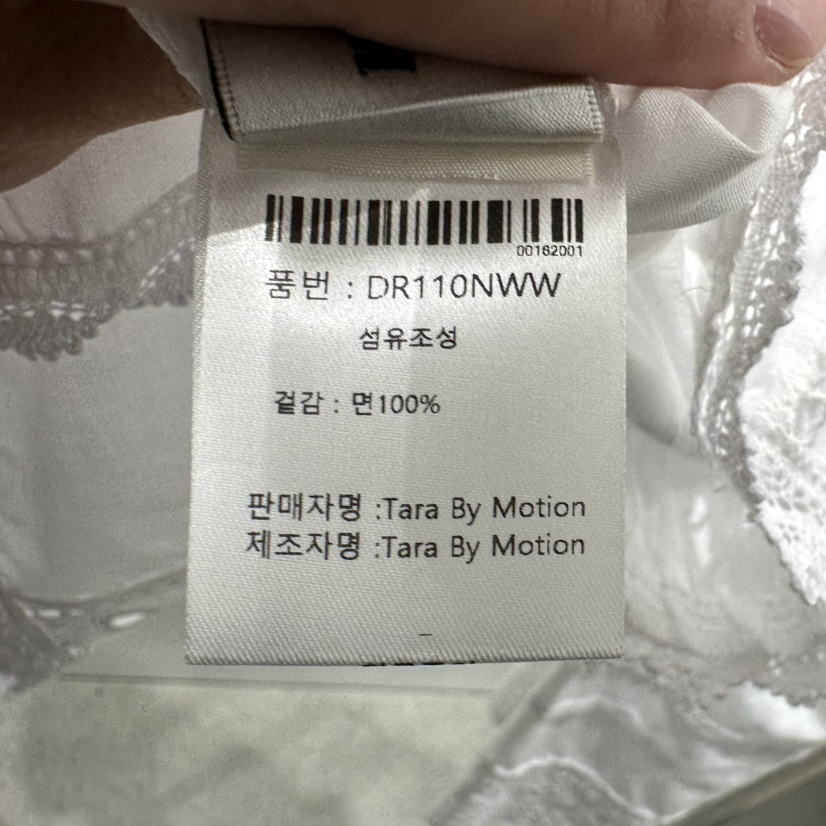 00162001
품번 : DR110NWW
섬유조성
겉감 : 면100%
판매자명 :Tara By Motion
제조자명 :Tara By Motion